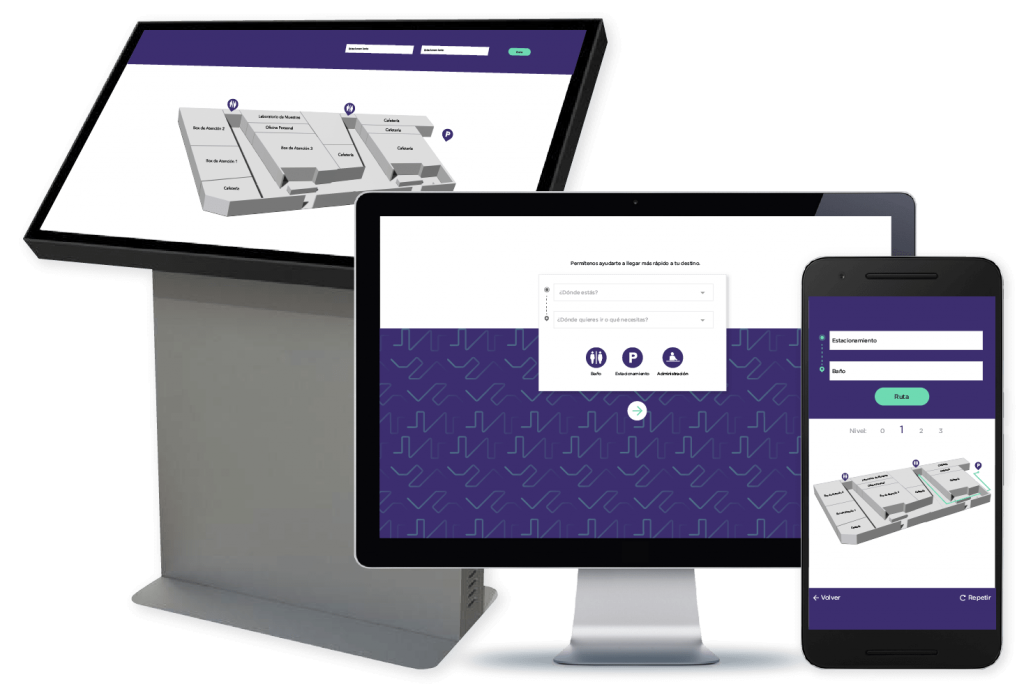 Ruta
Box de Atención 2
Laboratorio de Muestras
Oficina Personal
Box de Atención 3
Cafetería
Cafetería
Cafetería
Cafetería
Box de Atención 1
Cafetería
P
Permítenos ayudarte a llegar más rápido a tu destino.
¿Dónde estás?
¿Dónde quieres ir o qué necesitas?
P
Baño Estacionamiento Administración
Estacionamiento
Baño
Ruta
Nivel 0 1 2 3
P
Volver Repetir